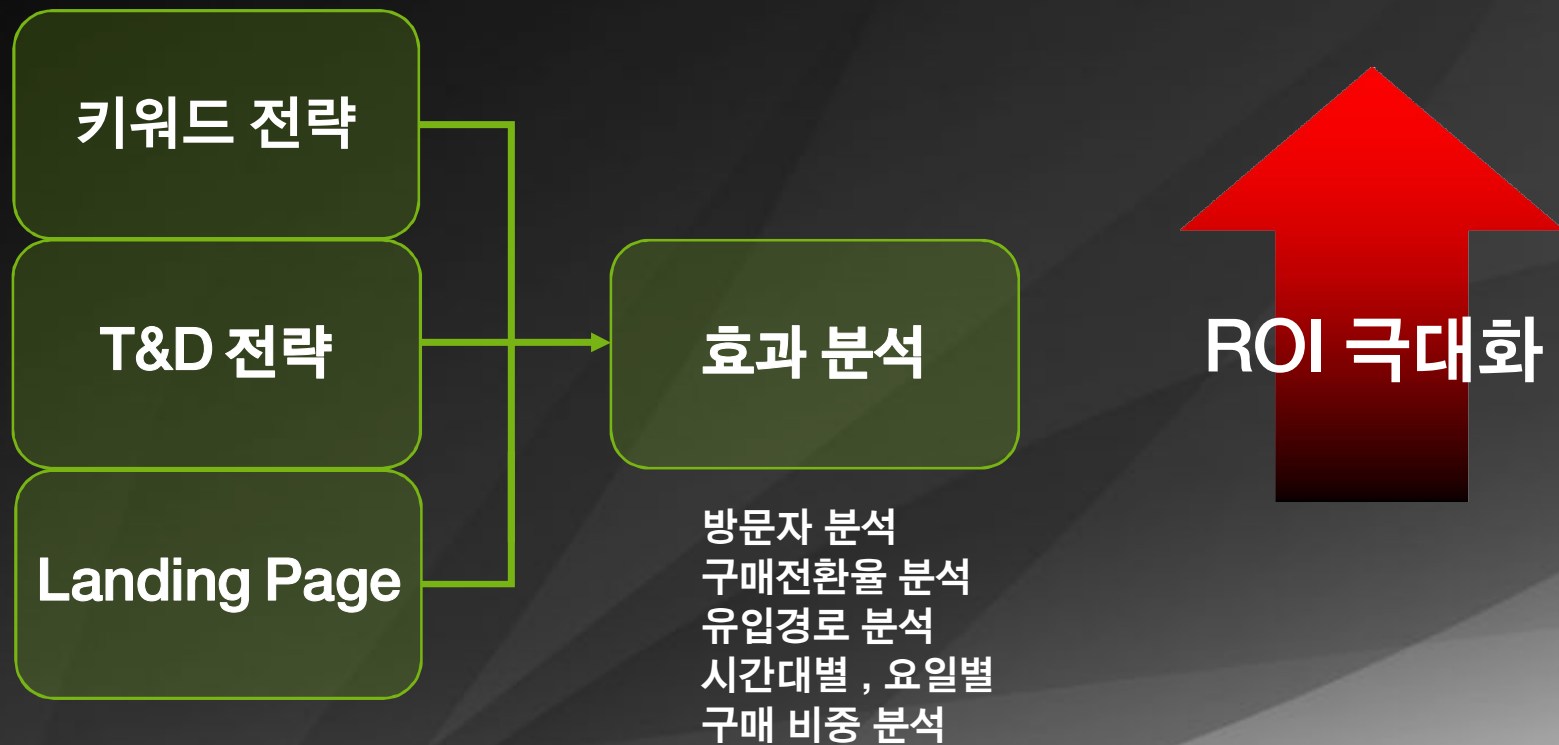 키워드 전략
T&D 전략
Landing Page
효과 분석
방문자 분석
구매전환율 분석
유입경로 분석
시간대별 , 요일별
구매 비중 분석
ROI 극대화